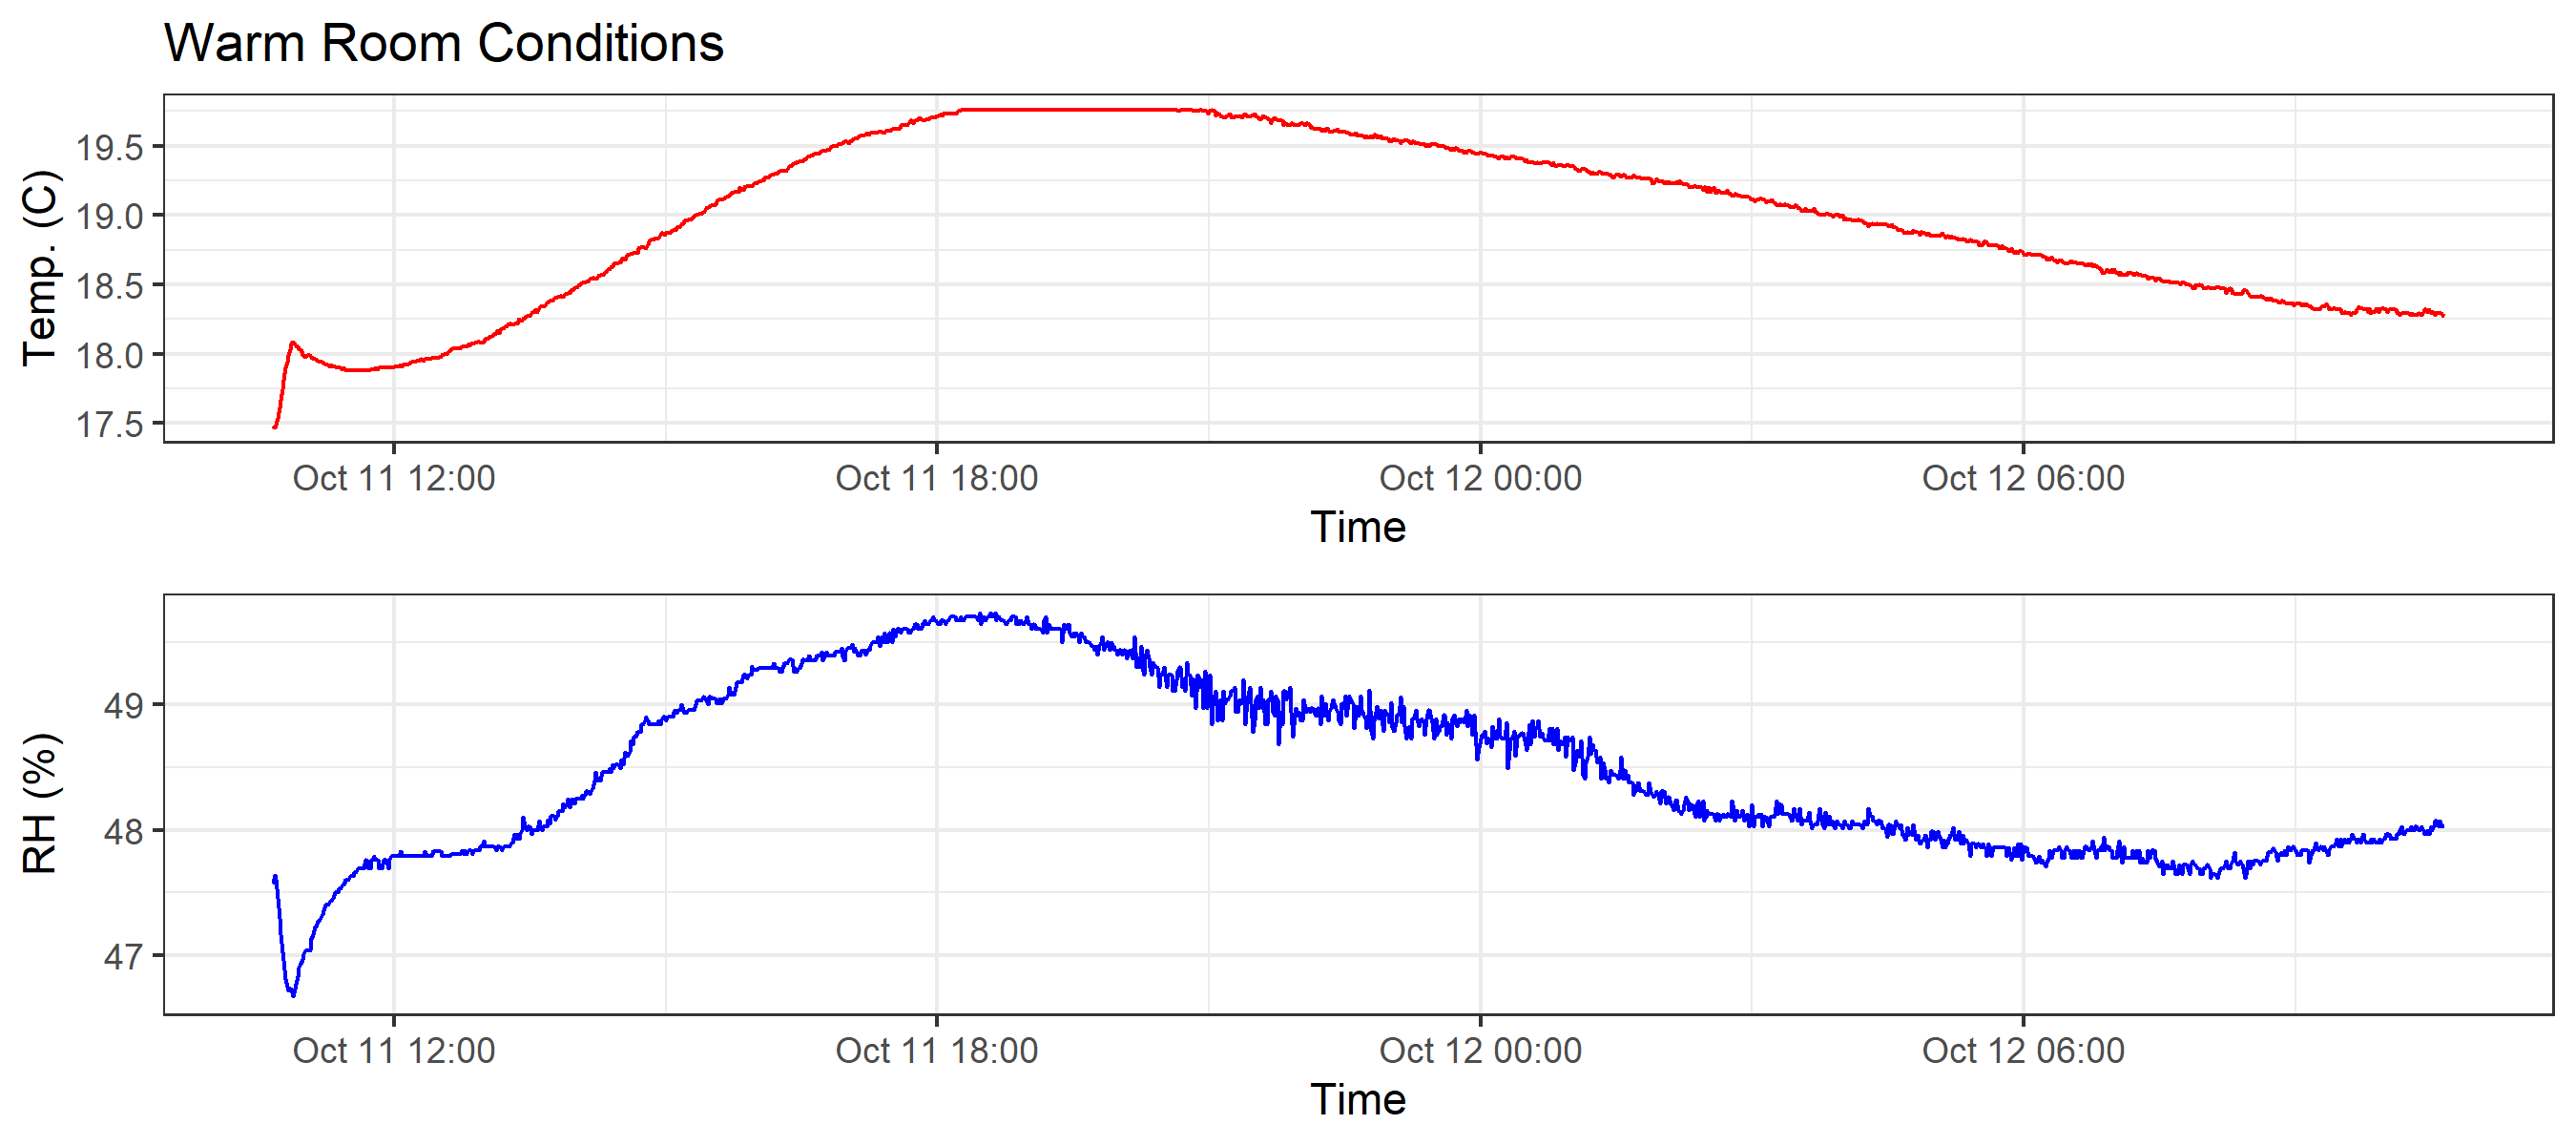 Warm Room Conditions
Temp. (C)
19.5
19.0
18.5
18.0
17.5
Oct 11 12:00 Oct 11 18:00 Oct 12 00:00 Oct 12 06:00
Time
RH (%)
49
48
47
Oct 11 12:00 Oct 11 18:00 Oct 12 00:00 Oct 12 06:00
Time